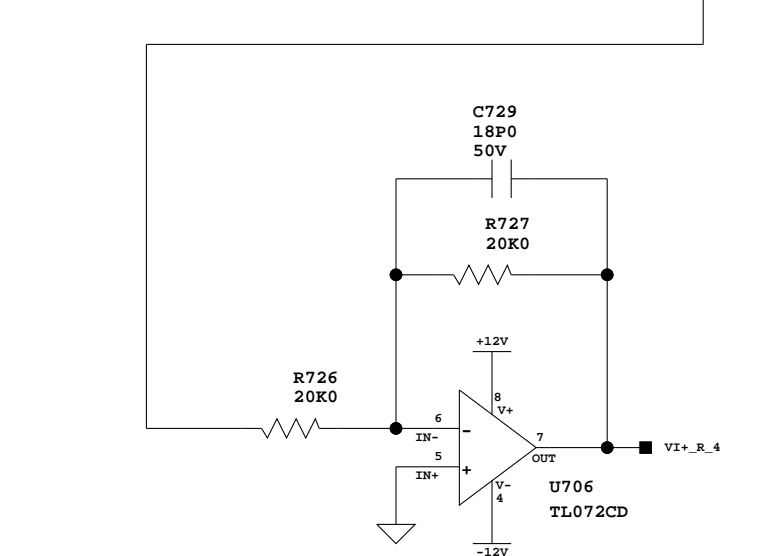 C729
18P0
50V
R727
20K0
+12V
R726
20K0
8
V+
6
IN-
-
7
OUT
VI+_R_4
5
IN+
+
V-
4
U706
TL072CD
-12V